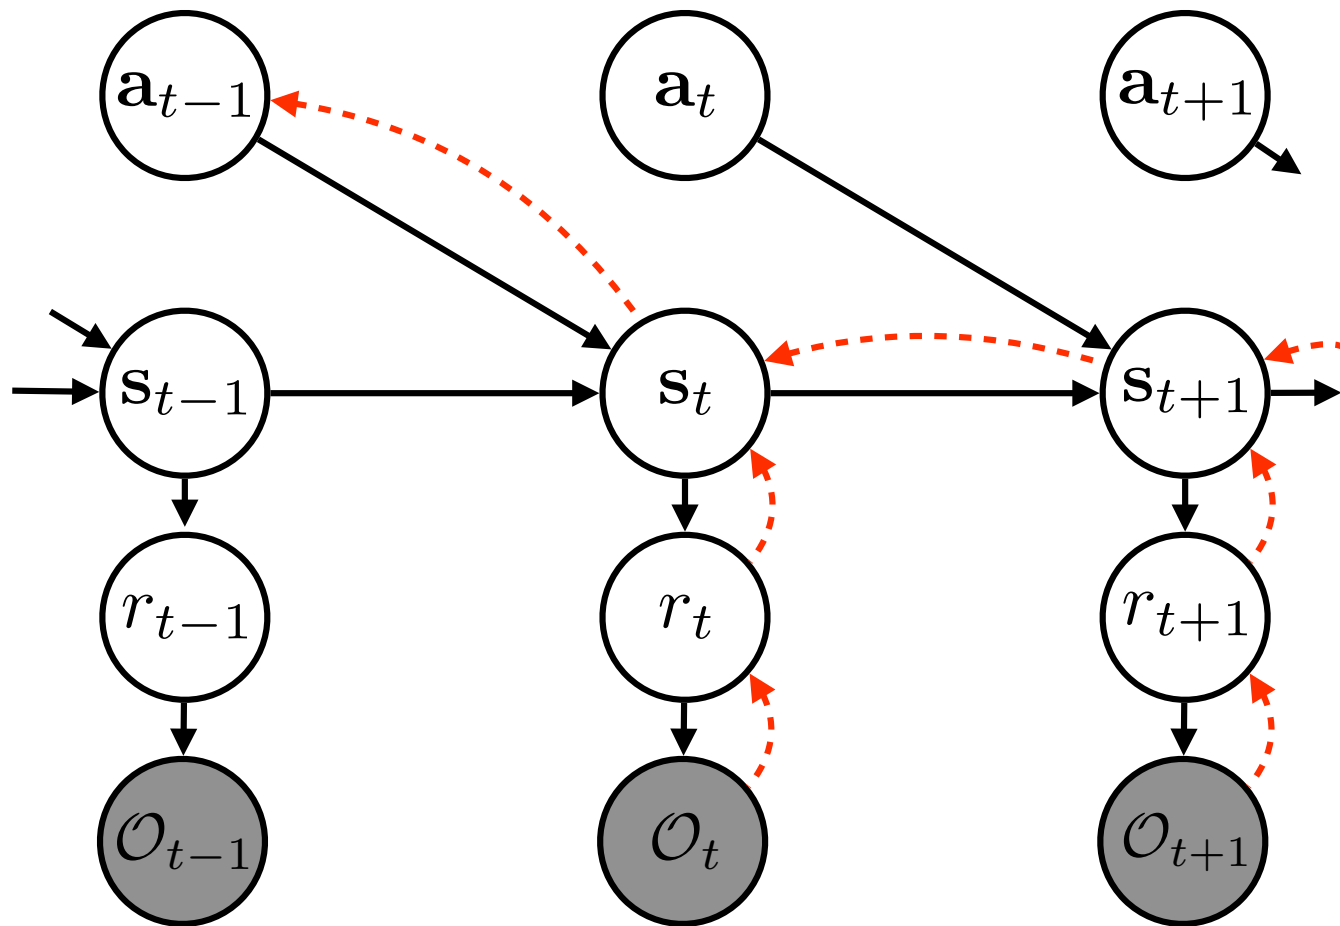 a_{t−1} a_t a_{t+1}
s_{t−1} s_t s_{t+1}
r_{t−1} r_t r_{t+1}
𝒪_{t−1} 𝒪_t 𝒪_{t+1}